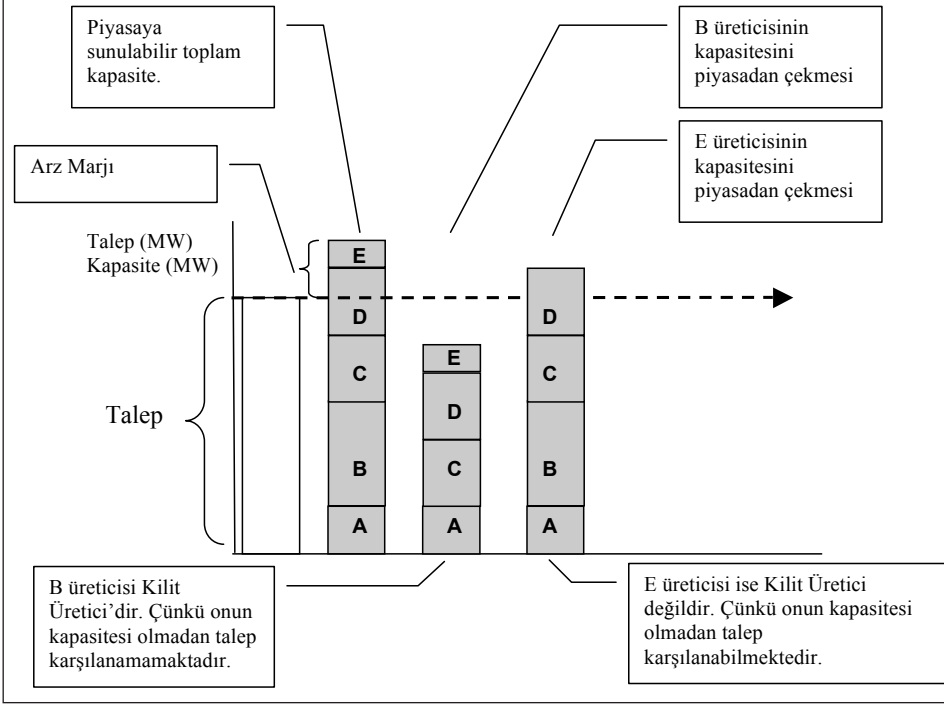 Piyasaya
sunulabilir toplam
kapasite.
B üreticisinin
kapasitesini
piyasadan çekmesi
E üreticisinin
kapasitesini
piyasadan çekmesi
Arz Marjı
Talep (MW)
Kapasite (MW)
Talep
E
D
C
B
A
E
D
C
A
D
C
B
A
B üreticisi Kilit
Üretici’dir. Çünkü onun
kapasitesi olmadan talep
karşılanamamaktadır.
E üreticisi ise Kilit Üretici
değildir. Çünkü onun kapasitesi
olmadan talep
karşılanabilmektedir.